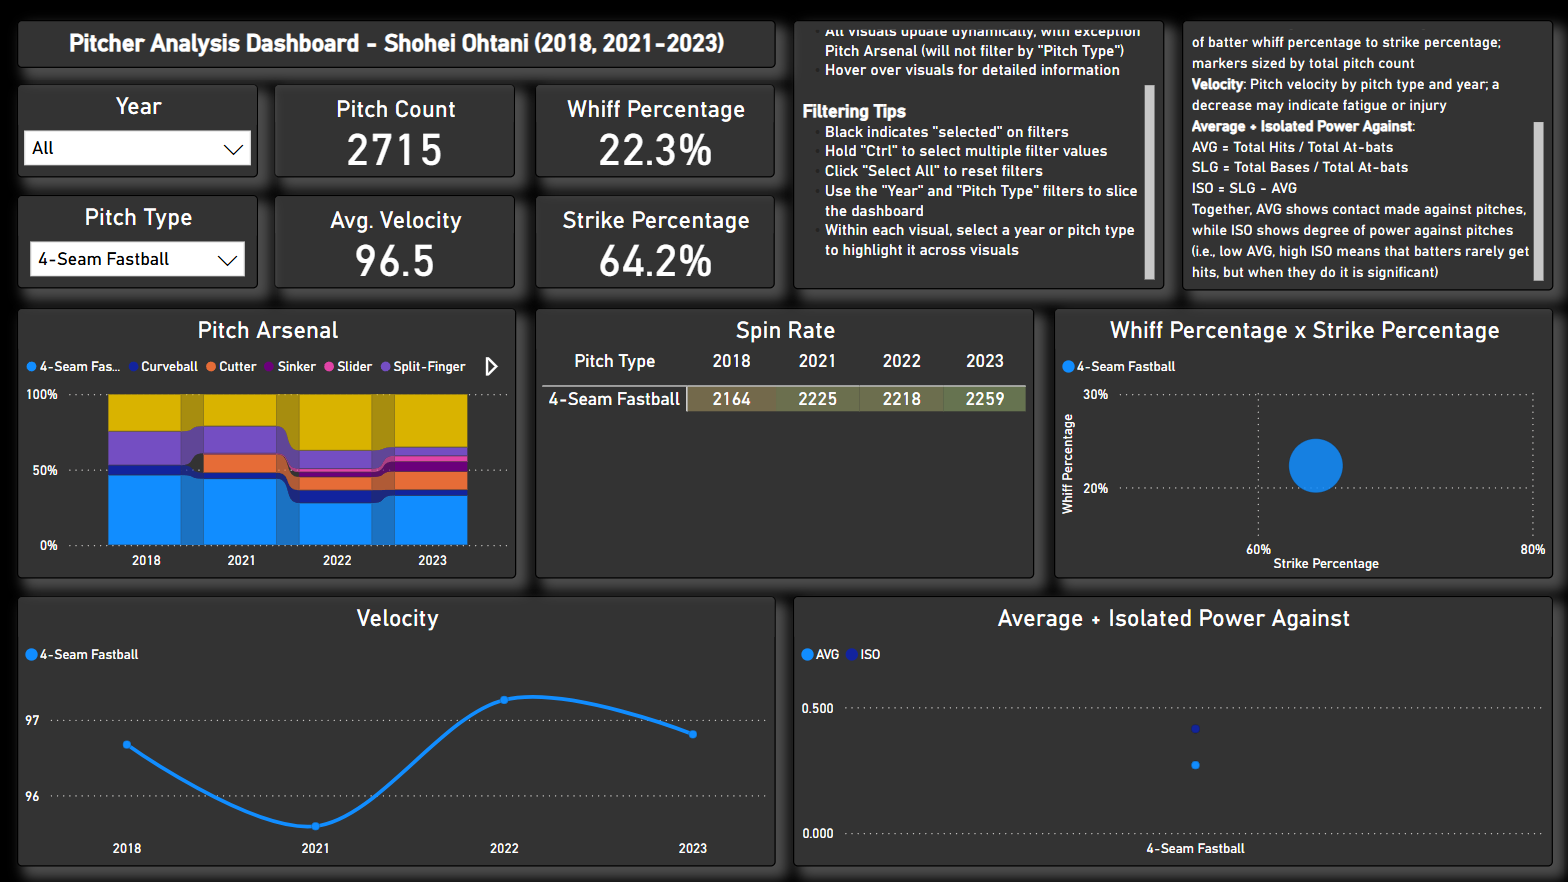 Pitcher Analysis Dashboard - Shohei Ohtani (2018, 2021-2023)
Year
All
Pitch Count
2715
Whiff Percentage
22.3%
Pitch Type
4-Seam Fastball
Avg. Velocity
96.5
Strike Percentage
64.2%
All visuals update dynamically, with exception
Pitch Arsenal (will not filter by "Pitch Type")
Hover over visuals for detailed information
Filtering Tips
Black indicates "selected" on filters
Hold "Ctrl" to select multiple filter values
Click "Select All" to reset filters
Use the "Year" and "Pitch Type" filters to slice
the dashboard
Within each visual, select a year or pitch type
to highlight it across visuals
of batter whiff percentage to strike percentage;
markers sized by total pitch count
Velocity: Pitch velocity by pitch type and year; a
decrease may indicate fatigue or injury
Average + Isolated Power Against:
AVG = Total Hits / Total At-bats
SLG = Total Bases / Total At-bats
ISO = SLG - AVG
Together, AVG shows contact made against pitches,
while ISO shows degree of power against pitches
(i.e., low AVG, high ISO means that batters rarely get
hits, but when they do it is significant)
Pitch Arsenal
4-Seam Fas... Curveball Cutter Sinker Slider Split-Finger
100%
50%
0%
2018 2021 2022 2023
Spin Rate
Pitch Type 2018 2021 2022 2023
4-Seam Fastball 2164 2225 2218 2259
Whiff Percentage x Strike Percentage
4-Seam Fastball
30%
20%
Whiff Percentage
60% 80%
Strike Percentage
Velocity
4-Seam Fastball
97
96
2018 2021 2022 2023
Average + Isolated Power Against
AVG ISO
0.500
0.000
4-Seam Fastball